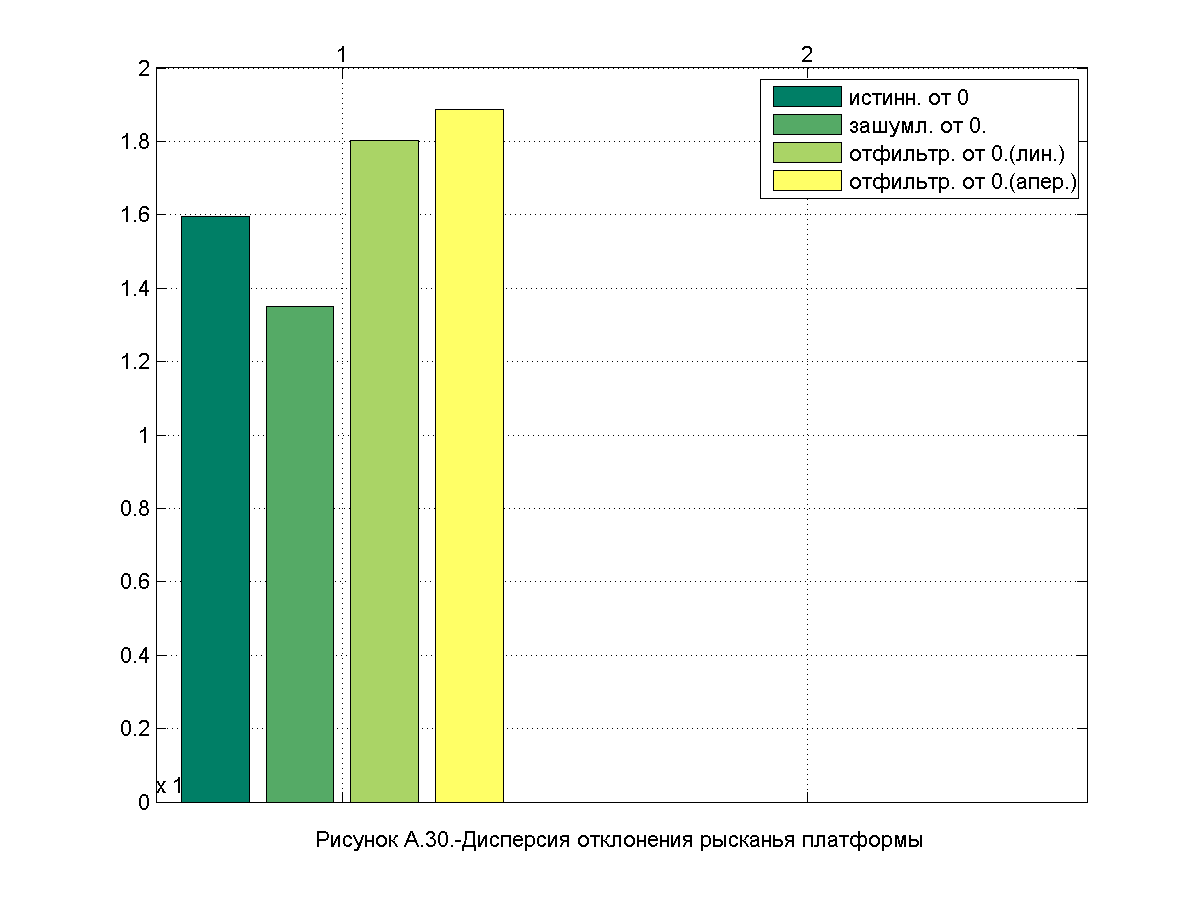 1 2
2
1.8
1.6
1.4
1.2
1
0.8
0.6
0.4
0.2
0
x 1
истинн. от 0
зашумл. от 0.
отфильтр. от 0.(лин.)
отфильтр. от 0.(апер.)
Рисунок А.30.-Дисперсия отклонения рысканья платформы